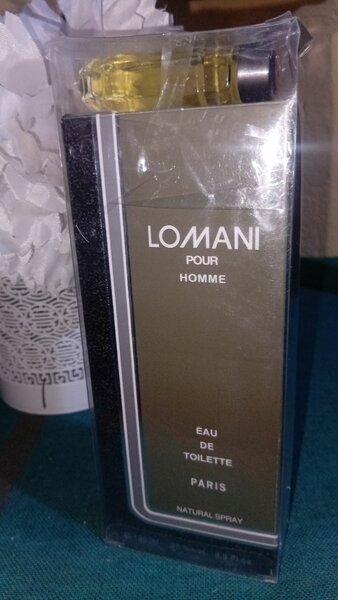 LOMANI
POUR
HOMME
EAU
DE
TOILETTE
PARIS
NATURAL SPRAY